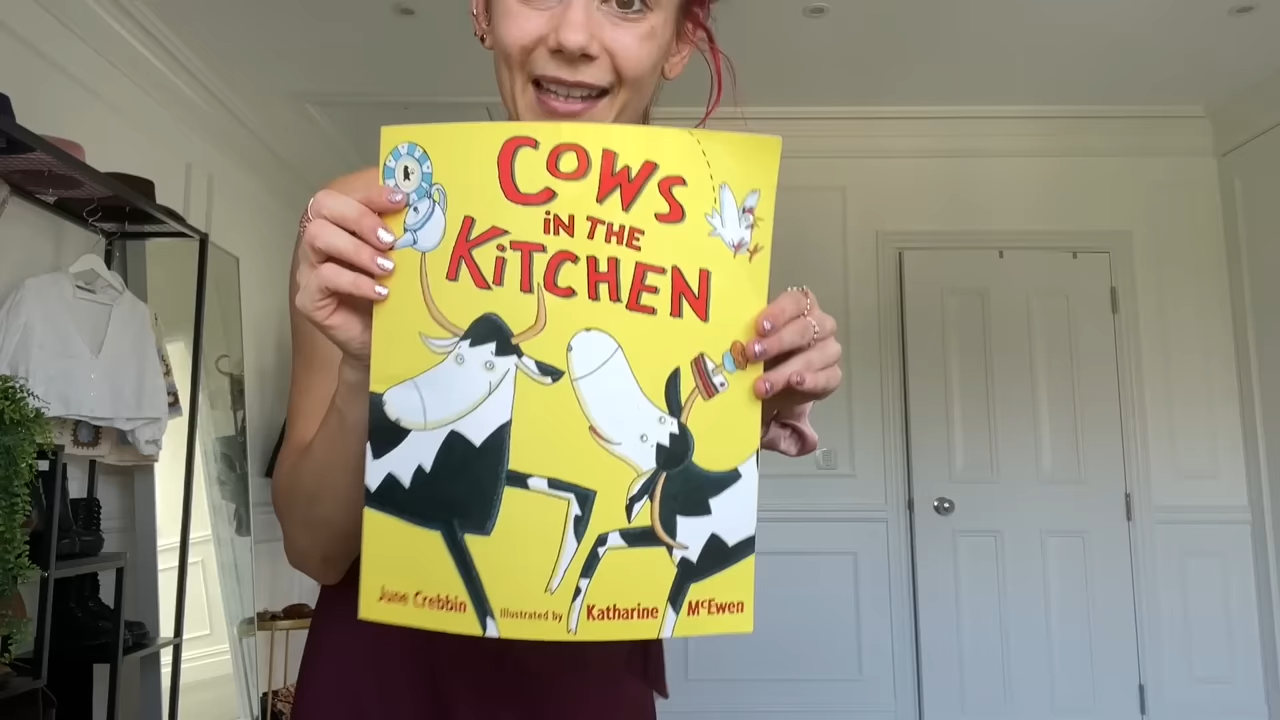 COWS
iN THE
KiTCHEN
June Crebbin
Illustrated by Katharine McEwen